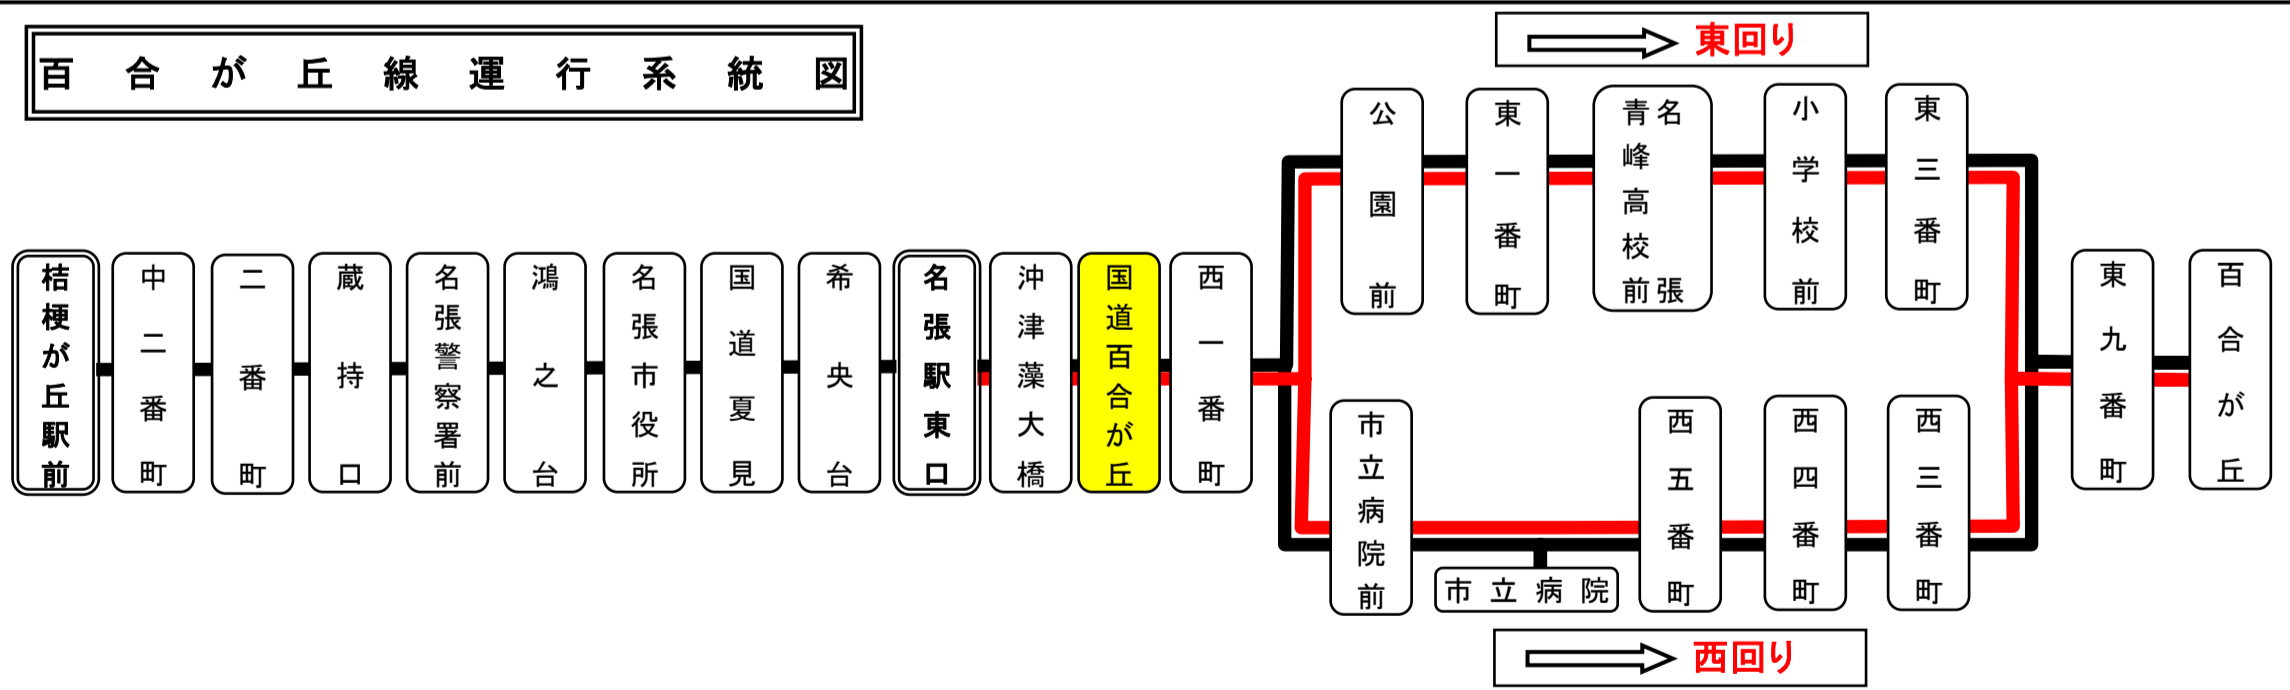 百合が丘線運行系統図
東回り
公園前
東一番町
名張
青峰高校前
小学校前
東三番町
桔梗が丘駅前
中二番町
二番町
蔵持口
名張警察署前
鴻之台
名張市役所
国道夏見
希央台
名張駅東口
沖津藻大橋
国道百合が丘
西一番町
東九番町
百合が丘
市立病院前
市立病院
西五番町
西四番町
西三番町
西回り